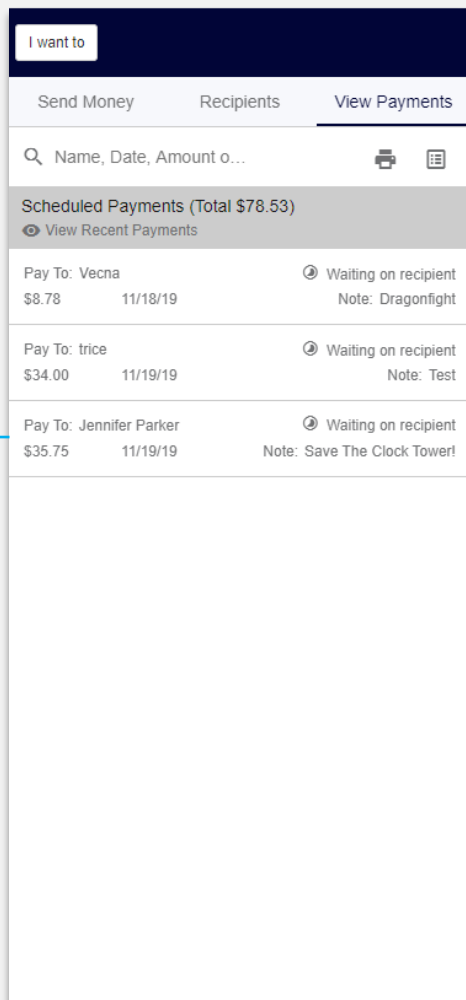 I want to
Send Money Recipients View Payments
Name, Date, Amount o...
Scheduled Payments (Total $78.53)
View Recent Payments
Pay To: Vecna Waiting on recipient
$8.78 11/18/19 Note: Dragonfight
Pay To: trice Waiting on recipient
$34.00 11/19/19 Note: Test
Pay To: Jennifer Parker Waiting on recipient
$35.75 11/19/19 Note: Save The Clock Tower!